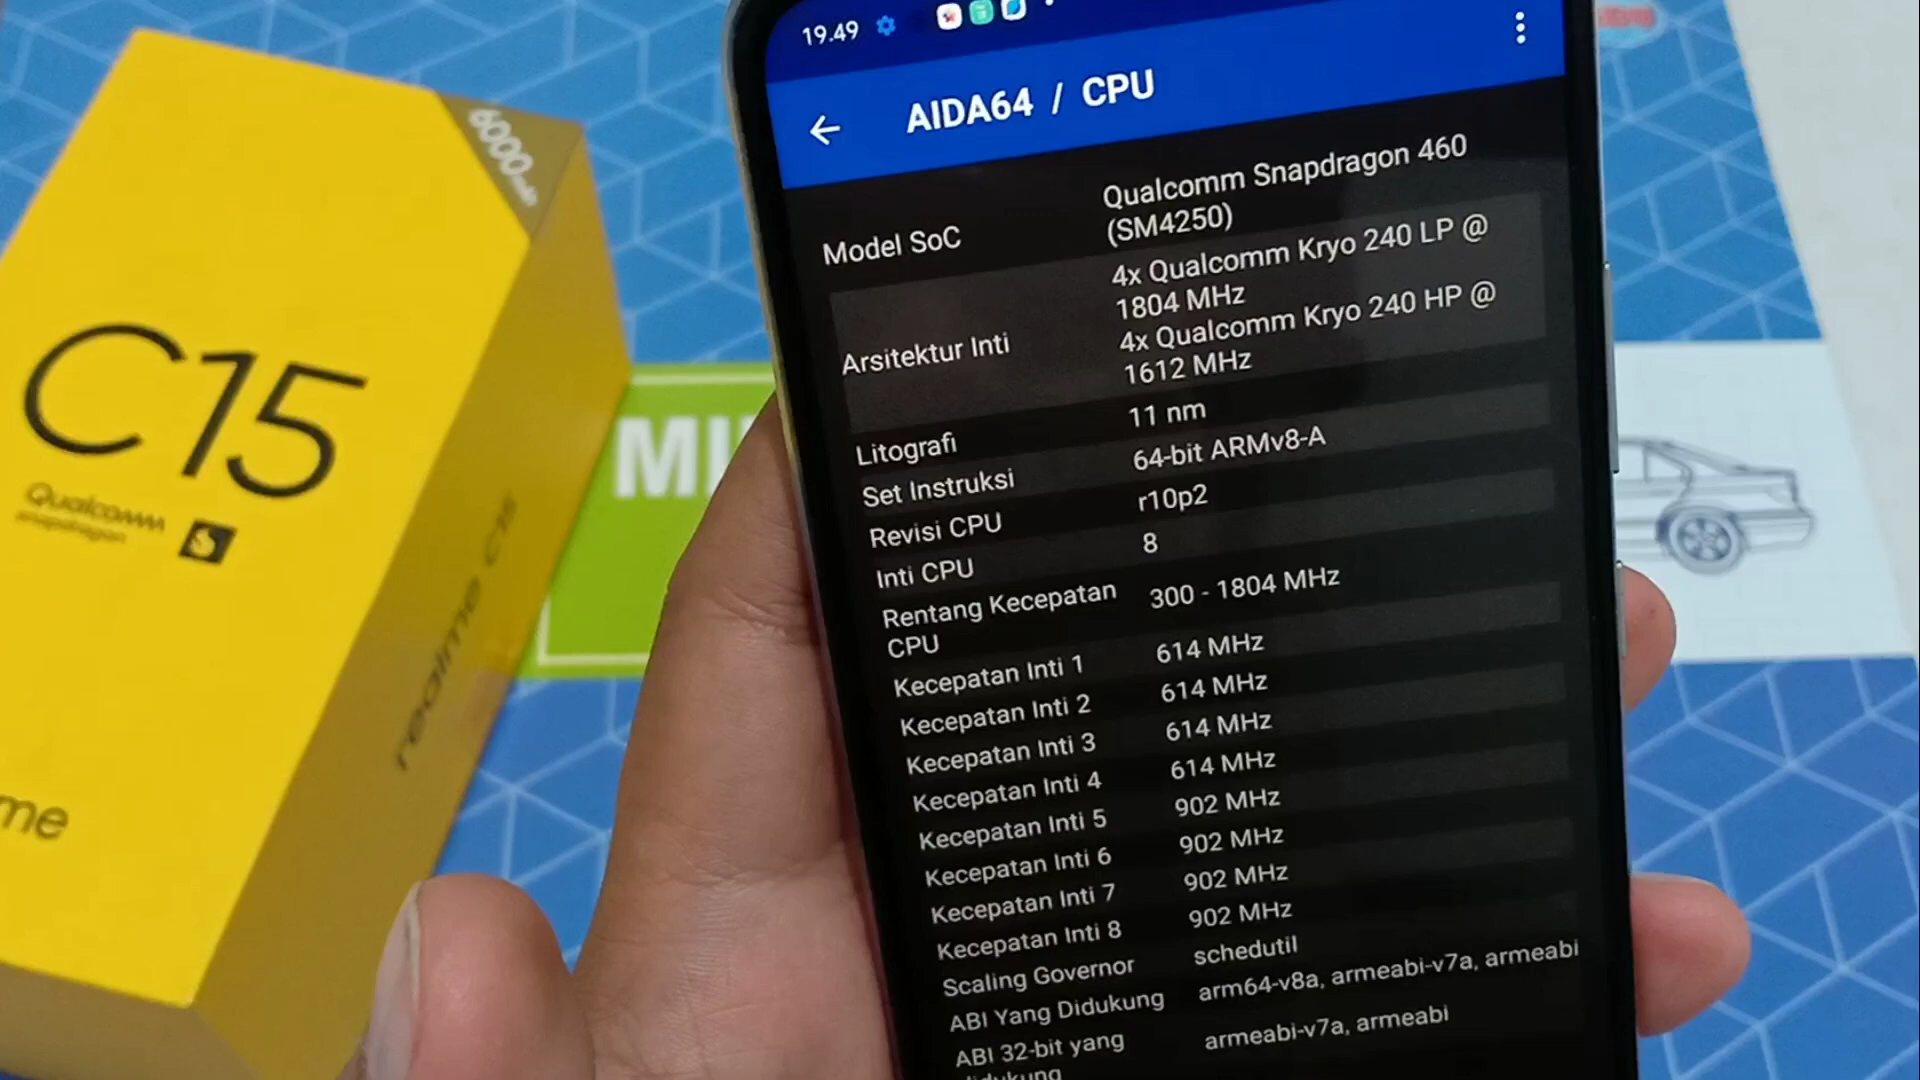 19.49
AIDA64 / CPU
Model SoC
Qualcomm Snapdragon 460
(SM4250)
Arsitektur Inti
4x Qualcomm Kryo 240 LP @
1804 MHz
4x Qualcomm Kryo 240 HP @
1612 MHz
Litografi
11 nm
Set Instruksi
64-bit ARMv8-A
Revisi CPU
r10p2
Inti CPU
8
Rentang Kecepatan
CPU
300 - 1804 MHz
Kecepatan Inti 1
614 MHz
Kecepatan Inti 2
614 MHz
Kecepatan Inti 3
614 MHz
Kecepatan Inti 4
614 MHz
Kecepatan Inti 5
902 MHz
Kecepatan Inti 6
902 MHz
Kecepatan Inti 7
902 MHz
Kecepatan Inti 8
902 MHz
Scaling Governor
schedutil
ABI Yang Didukung
arm64-v8a, armeabi-v7a, armeabi
ABI 32-bit yang
didukung
armeabi-v7a, armeabi
6000mAh
C15
Qualcomm
snapdragon
realme C15
me
MI